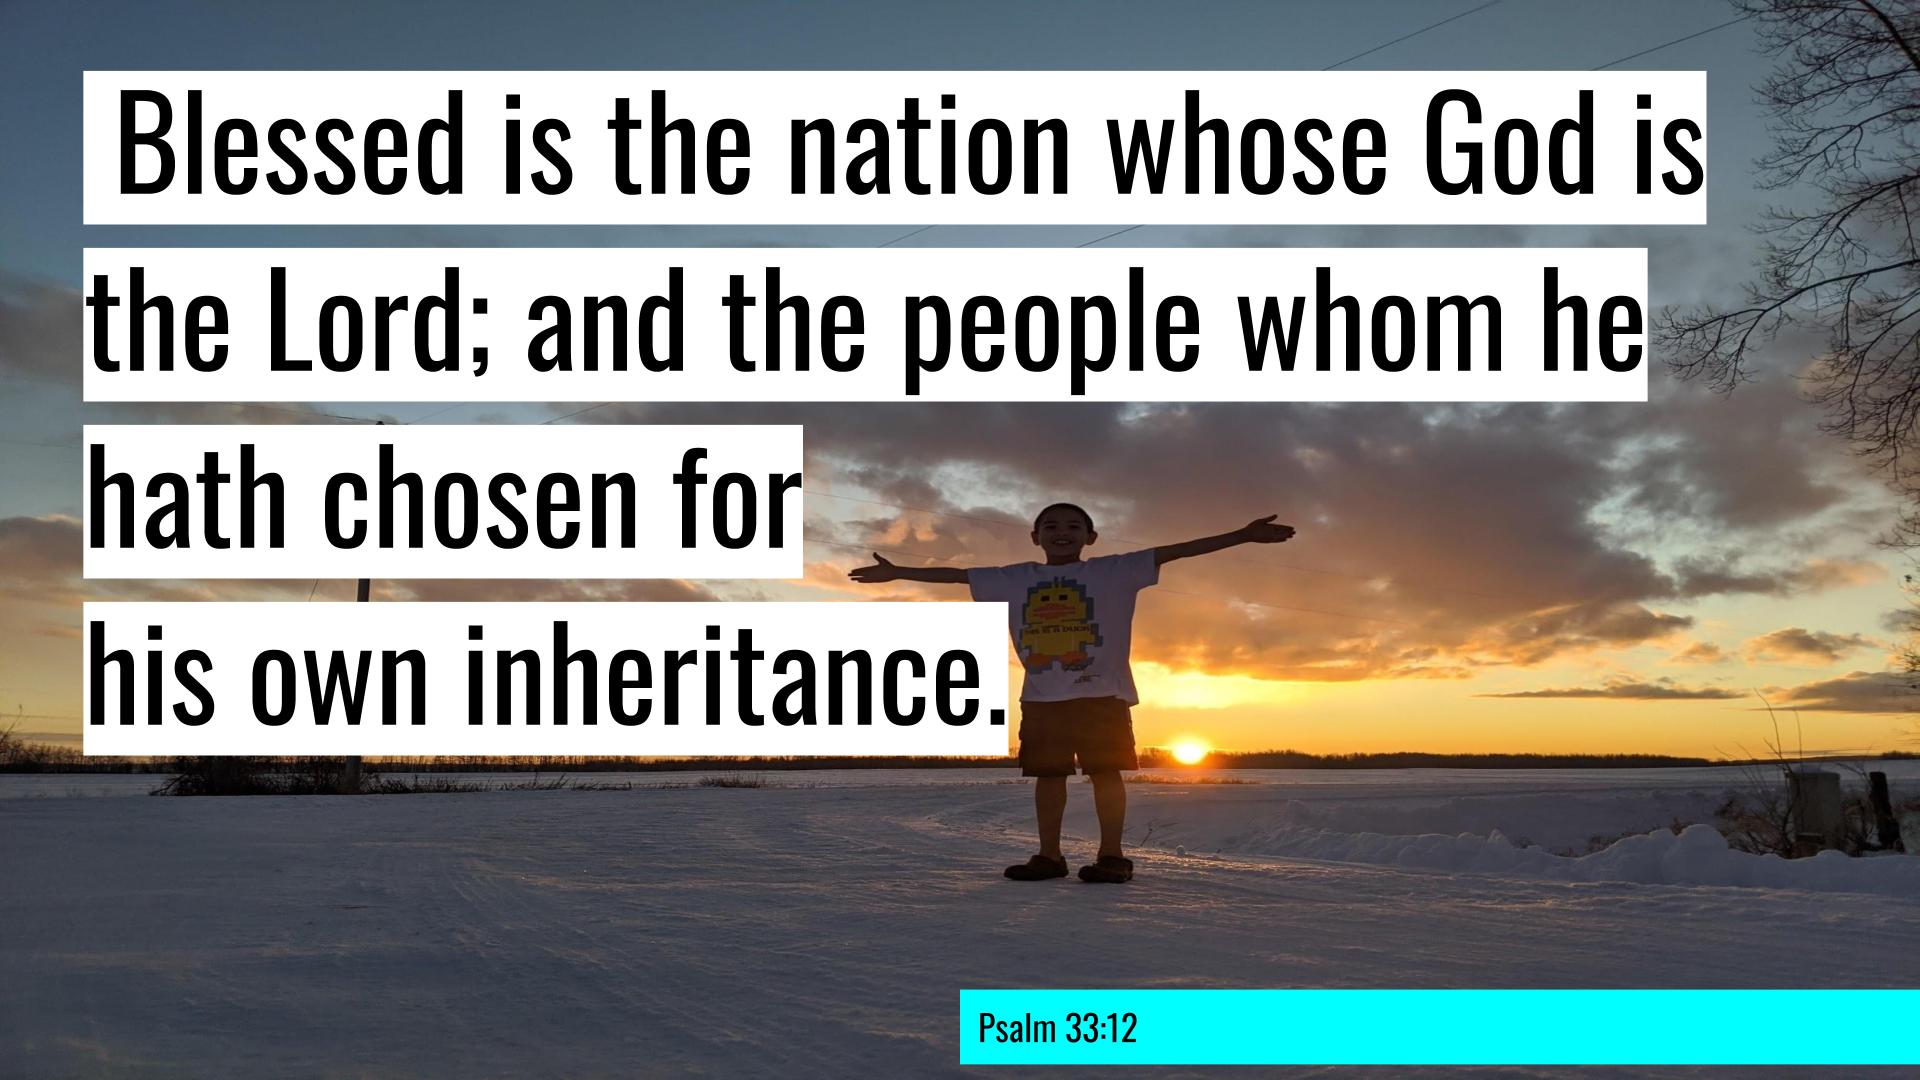 Blessed is the nation whose God is
the Lord; and the people whom he
hath chosen for
his own inheritance.
Psalm 33:12